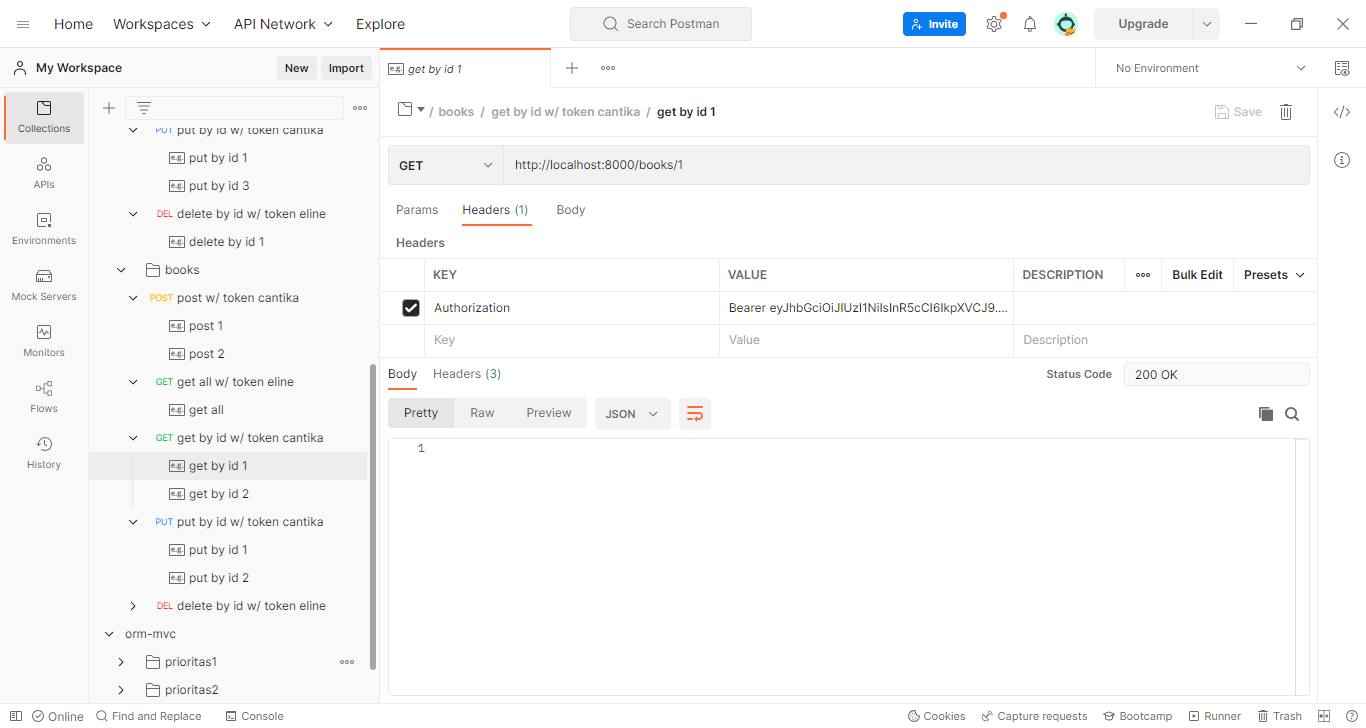 Home Workspaces API Network Explore Search Postman Invite Upgrade
My Workspace New Import
GET get by id 1 No Environment
Collections
APIs
Environments
Mock Servers
Monitors
Flows
History
PUT put by id w/ token cantika
e.g. put by id 1
e.g. put by id 3
DEL delete by id w/ token eline
e.g. delete by id 1
books
POST post w/ token cantika
e.g. post 1
e.g. post 2
GET get all w/ token eline
e.g. get all
GET get by id w/ token cantika
e.g. get by id 1
e.g. get by id 2
PUT put by id w/ token cantika
e.g. put by id 1
e.g. put by id 2
DEL delete by id w/ token eline
orm-mvc
prioritas1
prioritas2
/ books / get by id w/ token cantika / get by id 1 Save
GET http://localhost:8000/books/1
Params Headers (1) Body
Headers
KEY VALUE DESCRIPTION Bulk Edit Presets
Authorization Bearer eyJhbGciOiJIUzI1NiIsInR5cCI6IkpXVCJ9....
Key Value Description
Body Headers (3) Status Code 200 OK
Pretty Raw Preview JSON
1
Online Find and Replace Console Cookies Capture requests Bootcamp Runner Trash